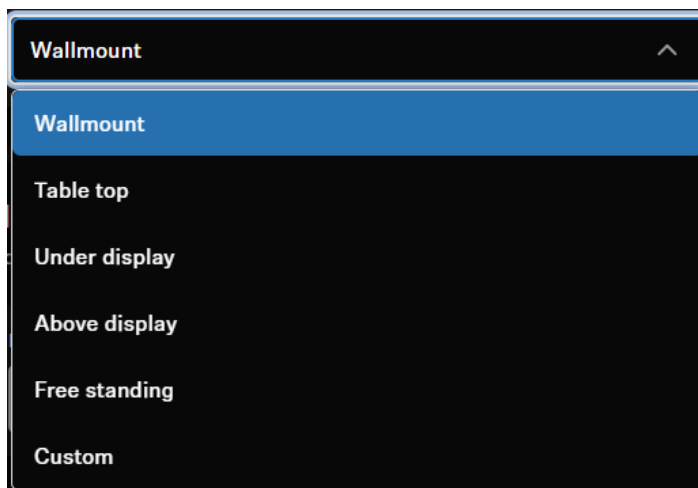 Wallmount
Wallmount
Table top
Under display
Above display
Free standing
Custom